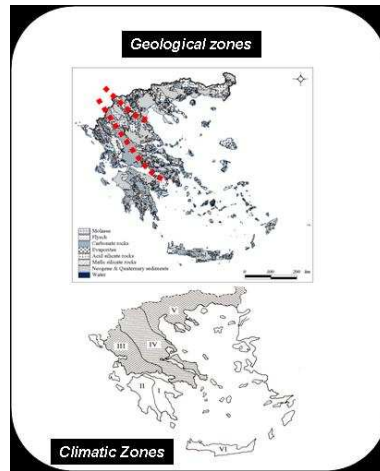 Geological zones
Molasse
Flysch
Carbonate rocks
Evaporites
Acid silicate rocks
Mafic silicate rocks
Neogene & Quaternary sediments
Water
V
III
IV
II
I
VI
Climatic Zones